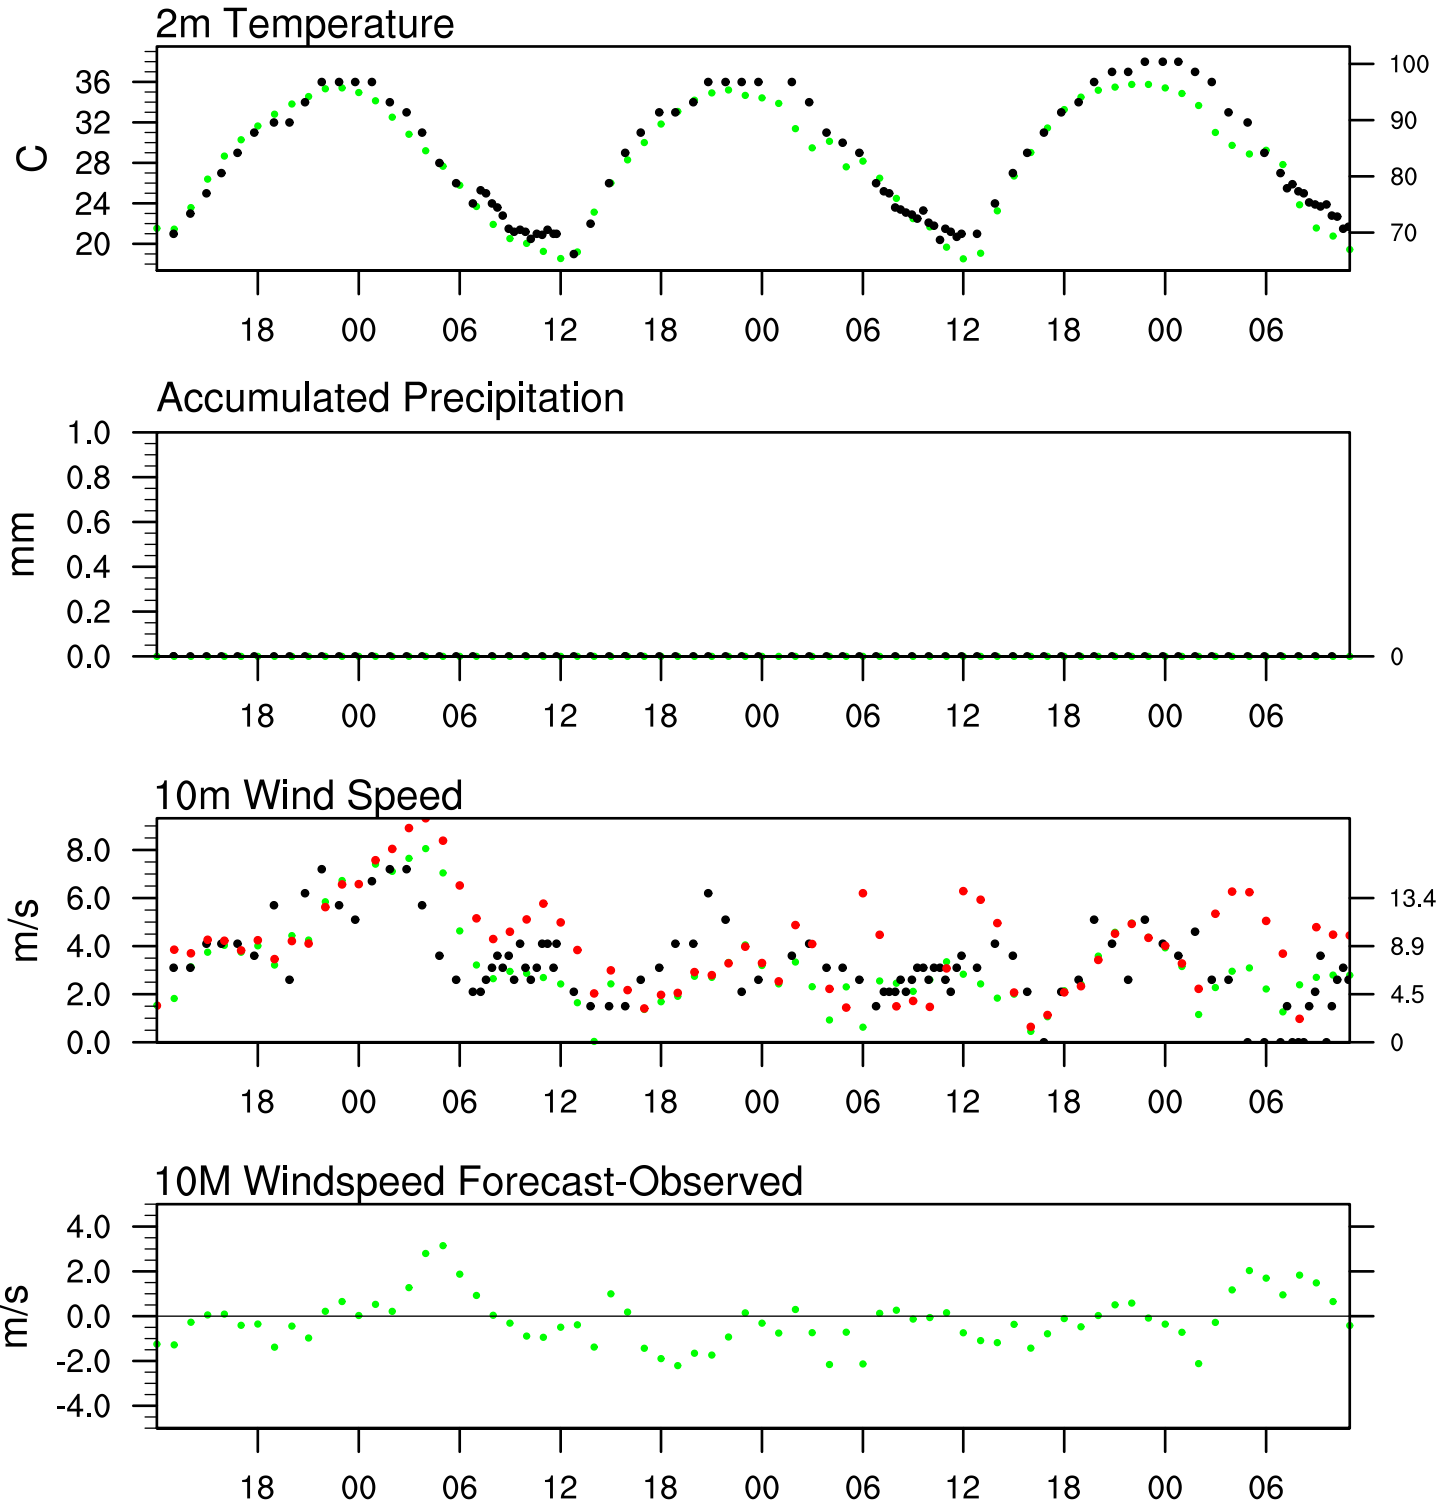 2m Temperature
C
36
32
28
24
20
100
90
80
70
18 00 06 12 18 00 06 12 18 00 06
Accumulated Precipitation
mm
1.0
0.8
0.6
0.4
0.2
0.0
0
18 00 06 12 18 00 06 12 18 00 06
10m Wind Speed
m/s
8.0
6.0
4.0
2.0
0.0
13.4
8.9
4.5
0
18 00 06 12 18 00 06 12 18 00 06
10M Windspeed Forecast-Observed
m/s
4.0
2.0
0.0
-2.0
-4.0
18 00 06 12 18 00 06 12 18 00 06